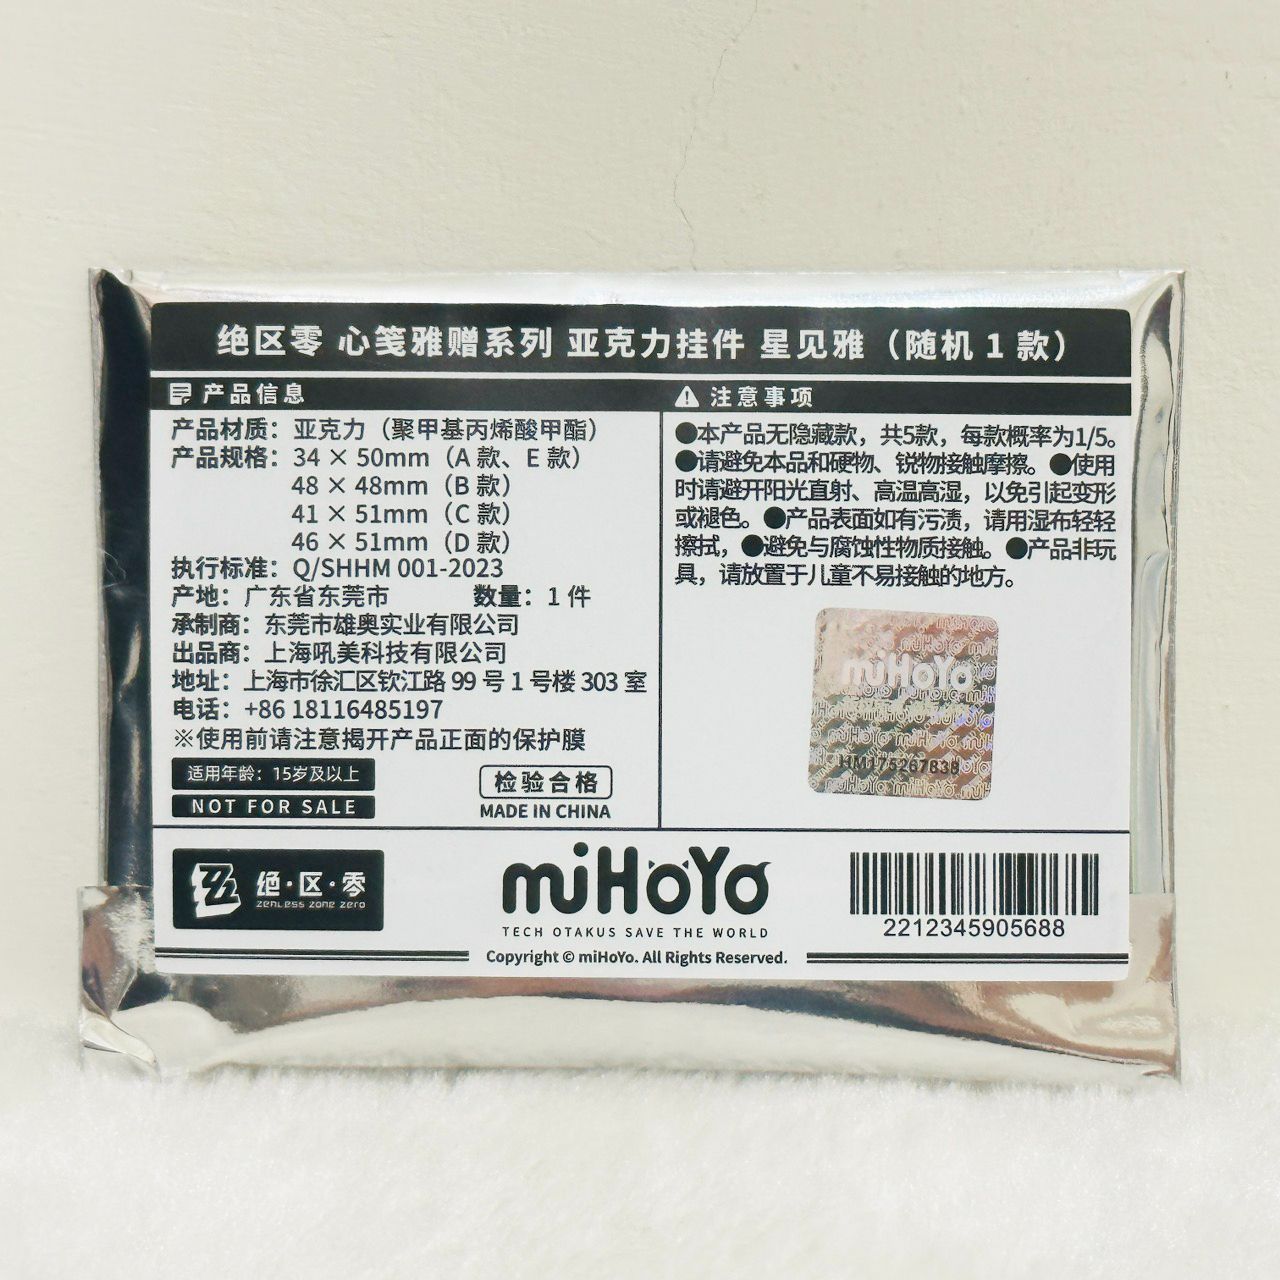 绝区零 心笺雅赠系列 亚克力挂件 星见雅（随机 1 款）
产品信息
产品材质：亚克力（聚甲基丙烯酸甲酯）
产品规格：34 × 50mm（A 款、E 款）
48 × 48mm（B 款）
41 × 51mm（C 款）
46 × 51mm（D 款）
执行标准：Q/SHHM 001-2023
产地：广东省东莞市 数量：1 件
承制商：东莞市雄奥实业有限公司
出品商：上海吼美科技有限公司
地址：上海市徐汇区钦江路 99 号 1 号楼 303 室
电话：+86 18116485197
※使用前请注意揭开产品正面的保护膜
适用年龄：15岁及以上
NOT FOR SALE
检验合格
MADE IN CHINA
注意事项
●本产品无隐藏款，共5款，每款概率为1/5。
●请避免本品和硬物、锐物接触摩擦。●使用
时请避开阳光直射、高温高湿，以免引起变形
或褪色。●产品表面如有污渍，请用湿布轻轻
擦拭，●避免与腐蚀性物质接触。●产品非玩
具，请放置于儿童不易接触的地方。
miHoYo
HM175267838
绝·区·零
ZENLESS ZONE ZERO
miHoYo
TECH OTAKUS SAVE THE WORLD
Copyright © miHoYo. All Rights Reserved.
2212345905688